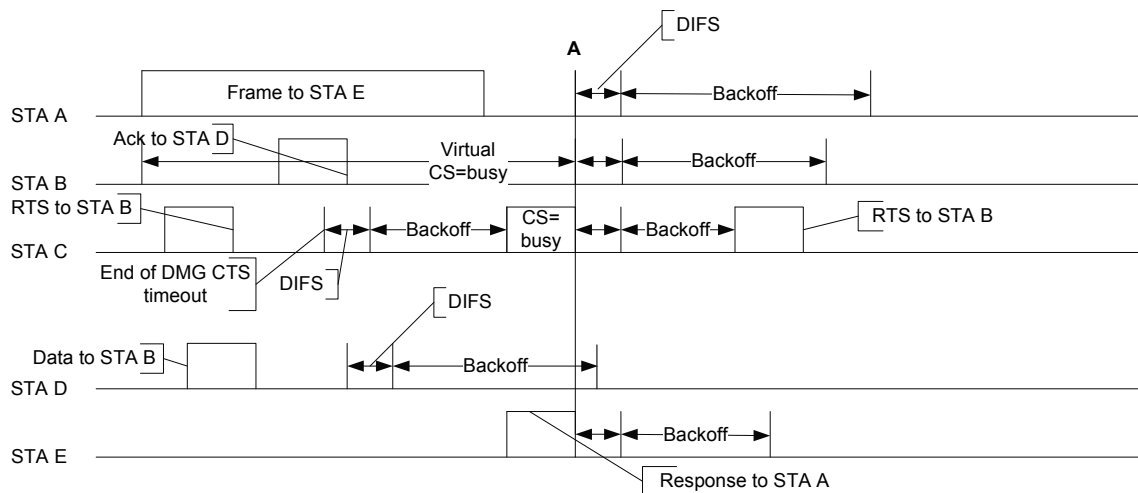 DIFS
A
Frame to STA E
Backoff
STA A
Ack to STA D
Virtual
CS=busy
Backoff
STA B
RTS to STA B
Backoff
CS=
busy
Backoff
RTS to STA B
STA C
End of DMG CTS
timeout
DIFS
DIFS
Data to STA B
Backoff
STA D
Backoff
STA E
Response to STA A